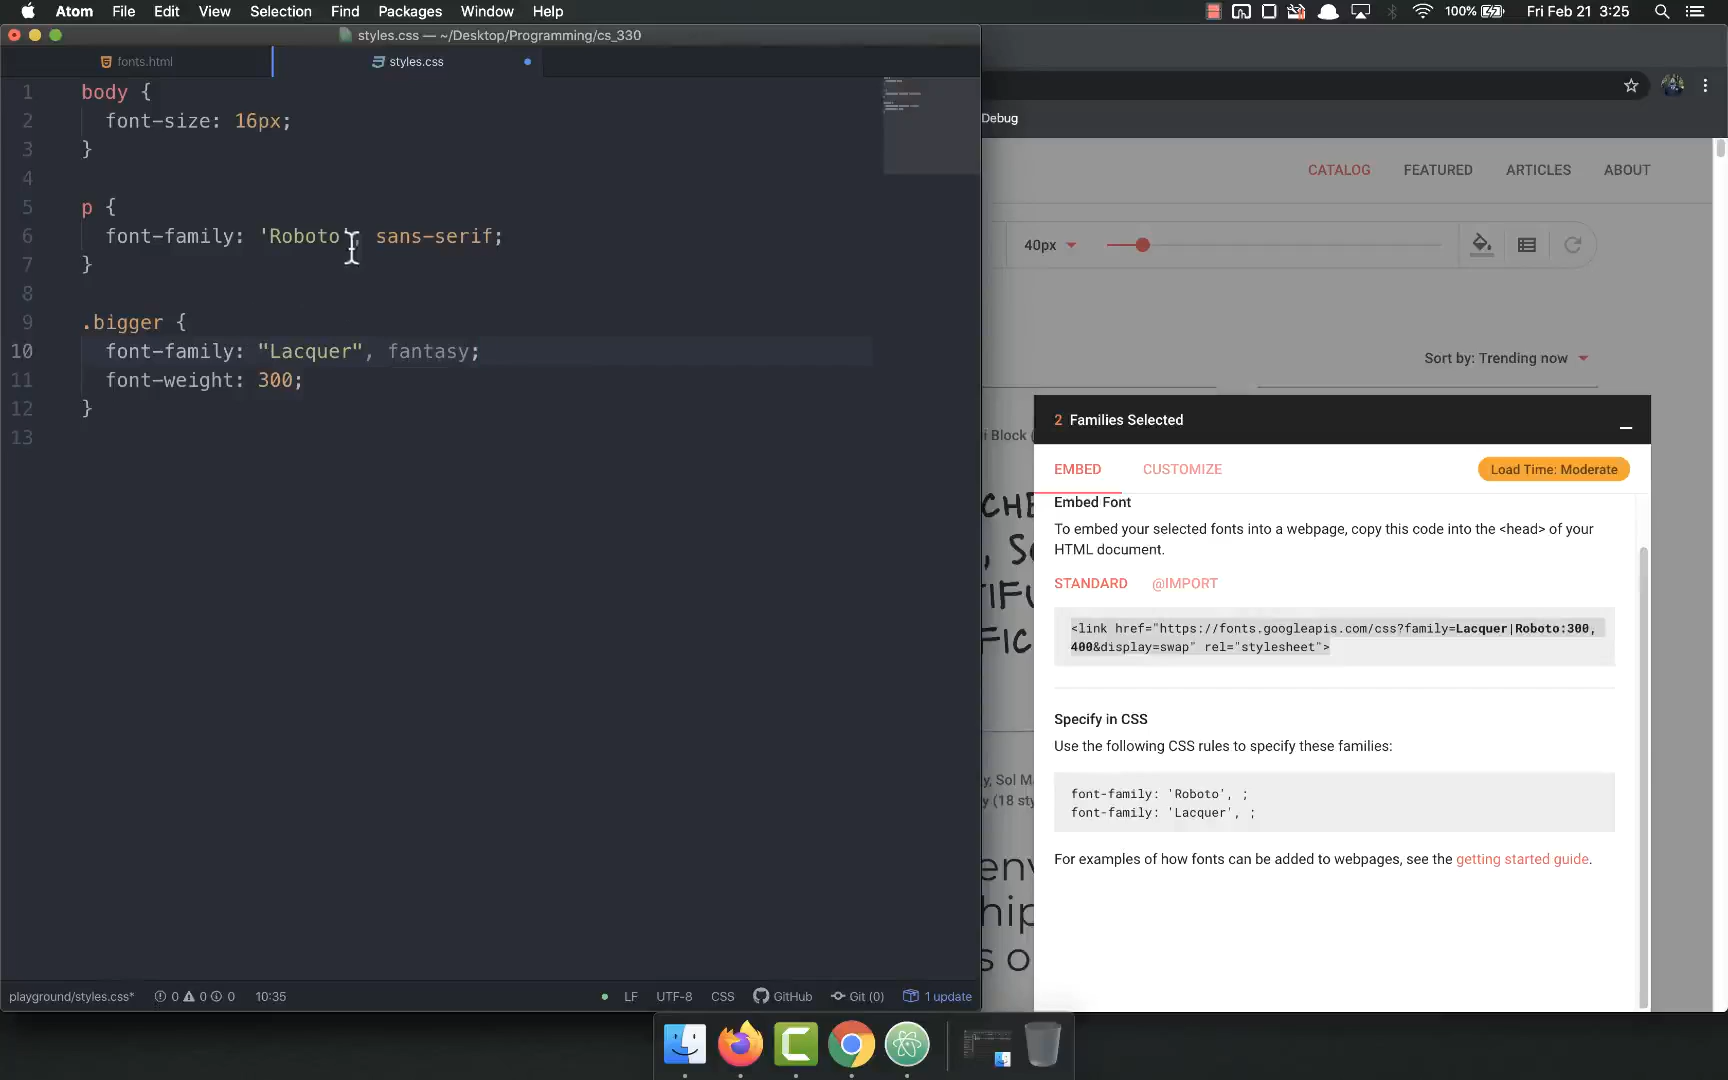 Atom File Edit View Selection Find Packages Window Help
100% Fri Feb 21 3:25
styles.css — ~/Desktop/Programming/cs_330
fonts.html
styles.css
1 body {
2 font-size: 16px;
3 }
4
5 p {
6 font-family: 'Roboto', sans-serif;
7 }
8
9 .bigger {
10 font-family: "Lacquer", fantasy;
11 font-weight: 300;
12 }
13
playground/styles.css* 0 0 0 10:35
LF UTF-8 CSS GitHub Git (0) 1 update
Debug
CATALOG FEATURED ARTICLES ABOUT
40px
Sort by: Trending now
2 Families Selected
EMBED CUSTOMIZE Load Time: Moderate
Embed Font
To embed your selected fonts into a webpage, copy this code into the <head> of your
HTML document.
STANDARD @IMPORT
<link href="https://fonts.googleapis.com/css?family=Lacquer|Roboto:300,
400&display=swap" rel="stylesheet">
Specify in CSS
Use the following CSS rules to specify these families:
font-family: 'Roboto', ;
font-family: 'Lacquer', ;
For examples of how fonts can be added to webpages, see the getting started guide.